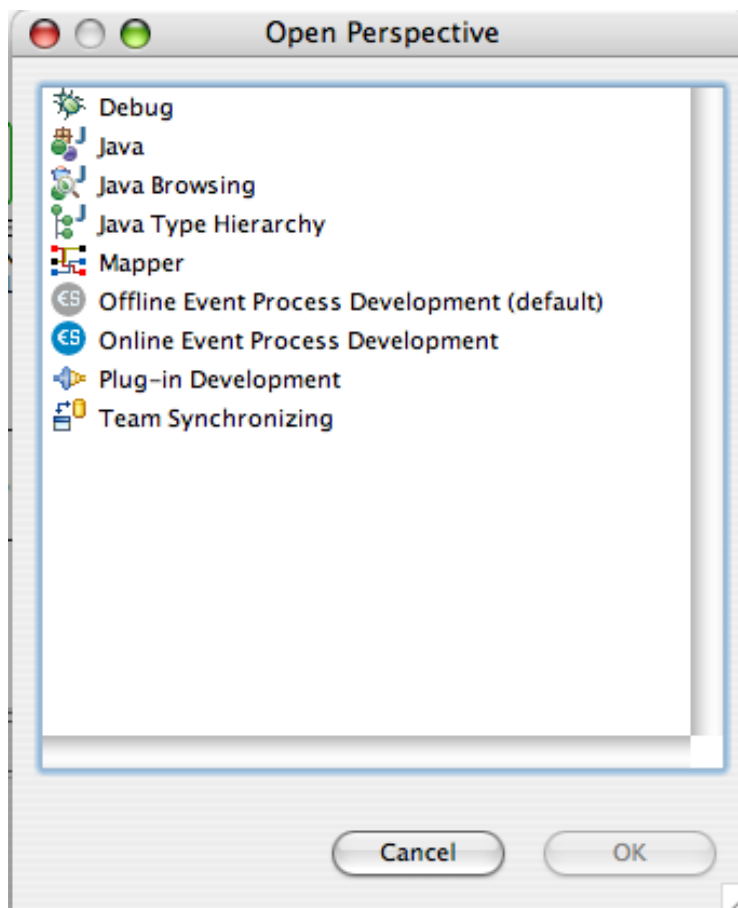 Open Perspective
Debug
Java
Java Browsing
Java Type Hierarchy
Mapper
Offline Event Process Development (default)
Online Event Process Development
Plug-in Development
Team Synchronizing
Cancel OK